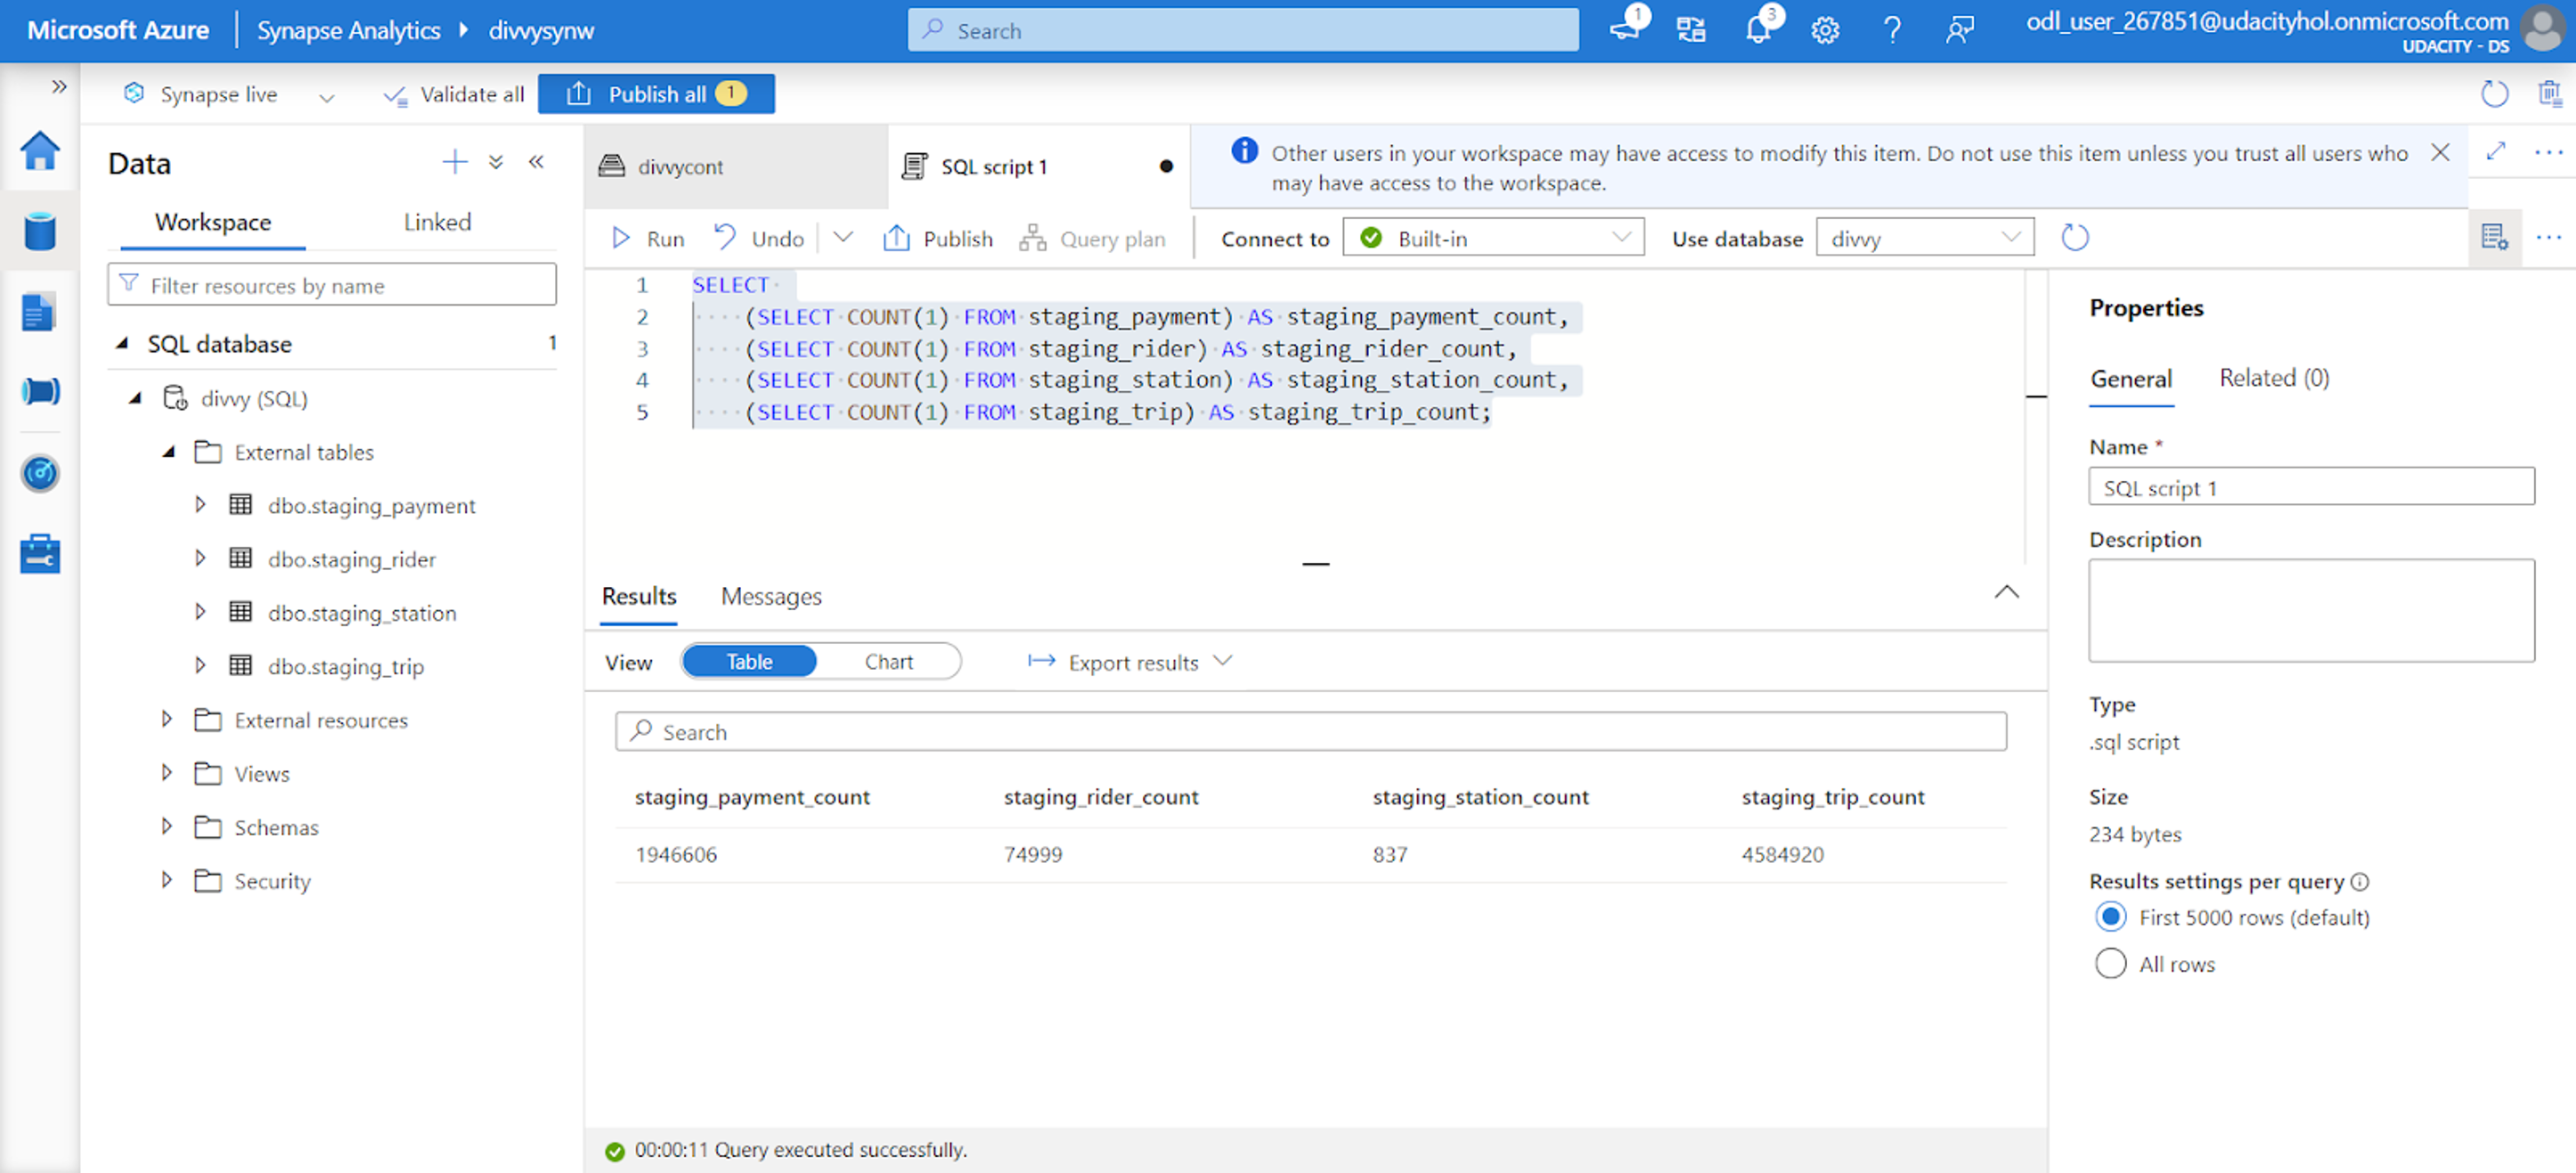 Microsoft Azure
Synapse Analytics
divvysynw
Search
1
3
odl_user_267851@udacityhol.onmicrosoft.com
UDACITY - DS
Synapse live
Validate all
Publish all 1
Data
Workspace
Linked
Filter resources by name
SQL database 1
divvy (SQL)
External tables
dbo.staging_payment
dbo.staging_rider
dbo.staging_station
dbo.staging_trip
External resources
Views
Schemas
Security
divvycont
SQL script 1
Other users in your workspace may have access to modify this item. Do not use this item unless you trust all users who
may have access to the workspace.
Run
Undo
Publish
Query plan
Connect to
Built-in
Use database
divvy
1 SELECT
2 (SELECT COUNT(1) FROM staging_payment) AS staging_payment_count,
3 (SELECT COUNT(1) FROM staging_rider) AS staging_rider_count,
4 (SELECT COUNT(1) FROM staging_station) AS staging_station_count,
5 (SELECT COUNT(1) FROM staging_trip) AS staging_trip_count;
Results
Messages
View
Table
Chart
Export results
Search
staging_payment_count staging_rider_count staging_station_count staging_trip_count
1946606 74999 837 4584920
00:00:11 Query executed successfully.
Properties
General
Related (0)
Name *
SQL script 1
Description
Type
.sql script
Size
234 bytes
Results settings per query
First 5000 rows (default)
All rows